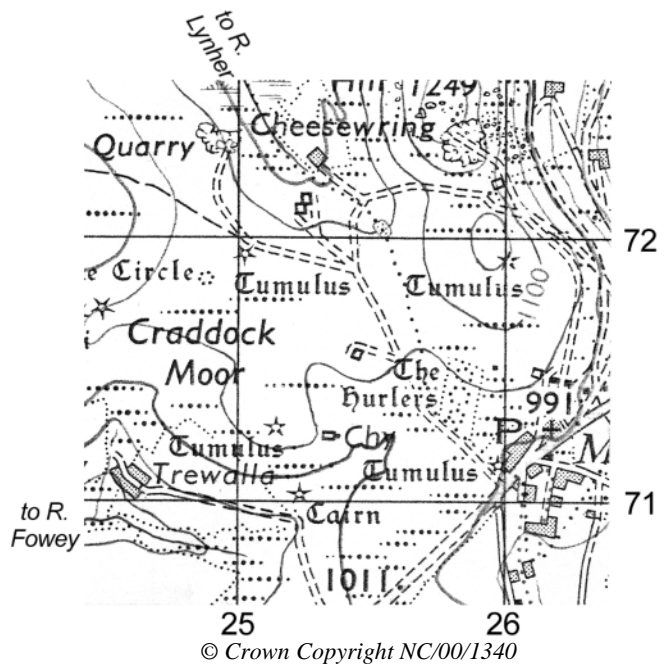 to R.
Lynher
Hill 1249
Cheesewring
Quarry
72
e Circle
Tumulus
Tumulus
1100
Craddock
Moor
The
Hurlers
991
P
M
Tumulus
Chy
Trewalla
Tumulus
71
to R.
Fowey
Cairn
1011
25
26
© Crown Copyright NC/00/1340